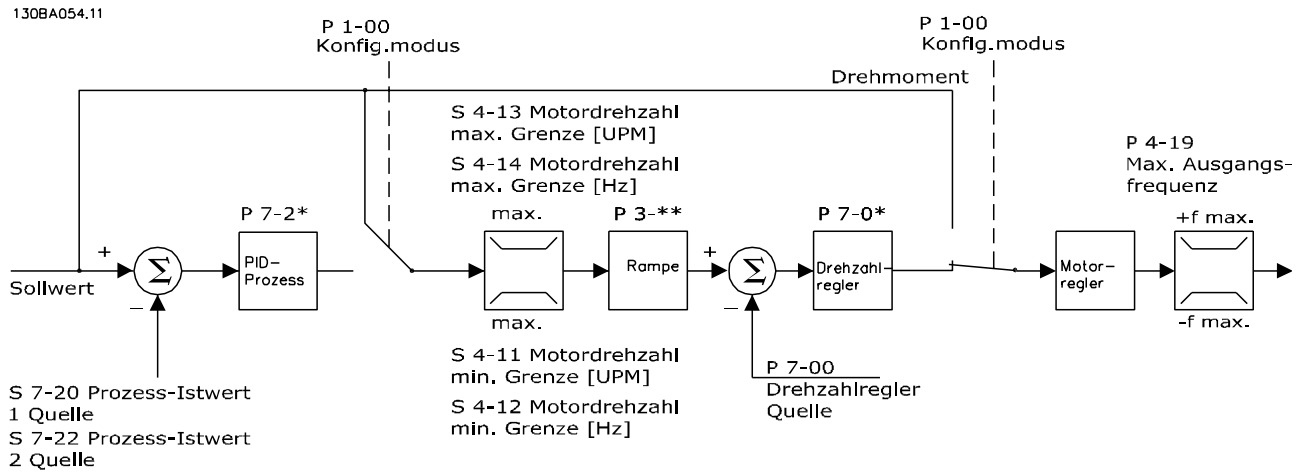 130BA054.11
P 1-00
Konfig.modus
P 1-00
Konfig.modus
Drehmoment
S 4-13 Motordrehzahl
max. Grenze [UPM]
S 4-14 Motordrehzahl
max. Grenze [Hz]
P 4-19
Max. Ausgangs-
frequenz
P 7-2*
max.
P 3-**
P 7-0*
+f max.
+
Σ
PID-
Prozess
Rampe
+
Σ
Drehzahl-
regler
Motor-
regler
Sollwert
−
−
max.
-f max.
S 4-11 Motordrehzahl
min. Grenze [UPM]
S 4-12 Motordrehzahl
min. Grenze [Hz]
P 7-00
Drehzahlregler
Quelle
S 7-20 Prozess-Istwert
1 Quelle
S 7-22 Prozess-Istwert
2 Quelle